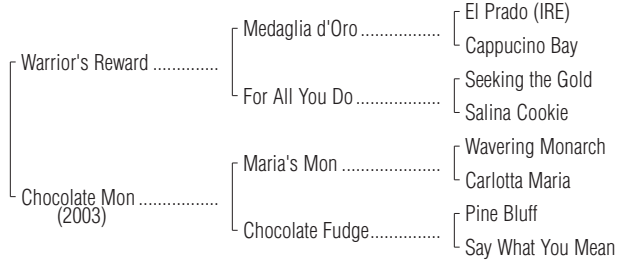 El Prado (IRE)
Medaglia d'Oro ..................
Cappucino Bay
Warrior's Reward ..............
Seeking the Gold
For All You Do ...................
Salina Cookie
Wavering Monarch
Maria's Mon ......................
Carlotta Maria
Chocolate Mon .................
(2003)
Pine Bluff
Chocolate Fudge.................
Say What You Mean